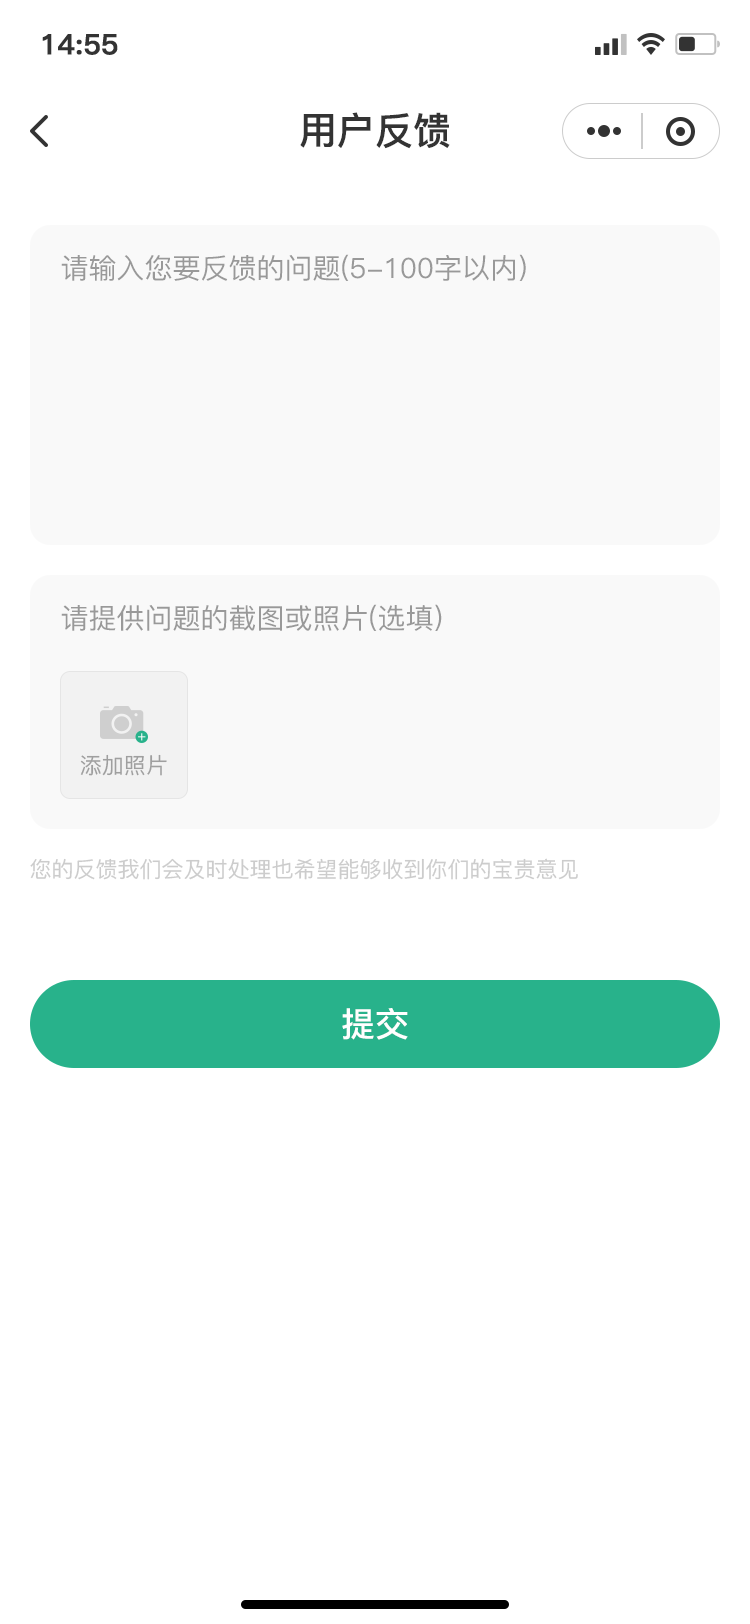 14:55
用户反馈
请输入您要反馈的问题(5-100字以内)
请提供问题的截图或照片(选填)
添加照片
您的反馈我们会及时处理也希望能够收到你们的宝贵意见
提交